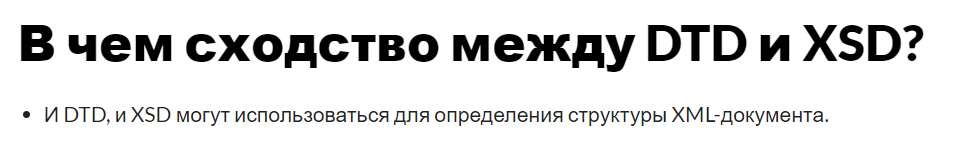 В чем сходство между DTD и XSD?
• И DTD, и XSD могут использоваться для определения структуры XML-документа.